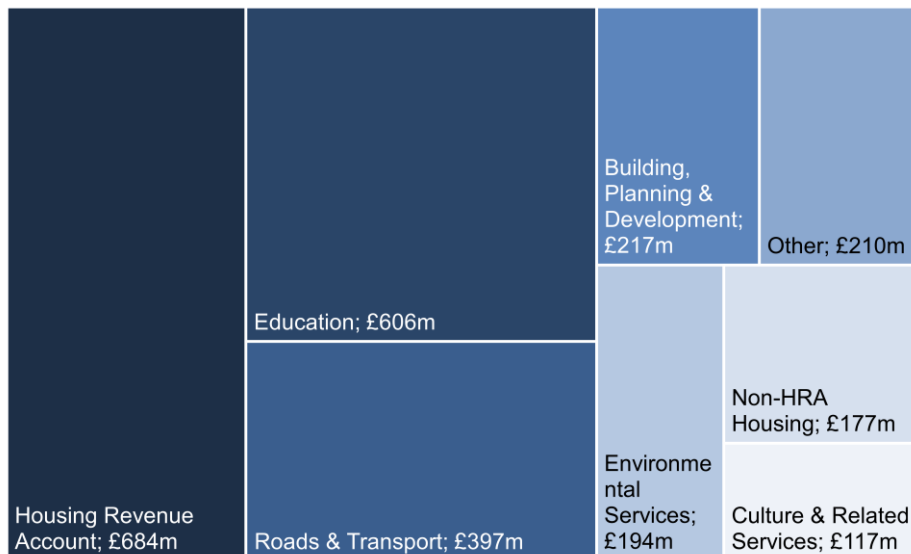 Housing Revenue
Account; £684m
Education; £606m
Roads & Transport; £397m
Building,
Planning &
Development;
£217m
Other; £210m
Environme
ntal
Services;
£194m
Non-HRA
Housing; £177m
Culture & Related
Services; £117m